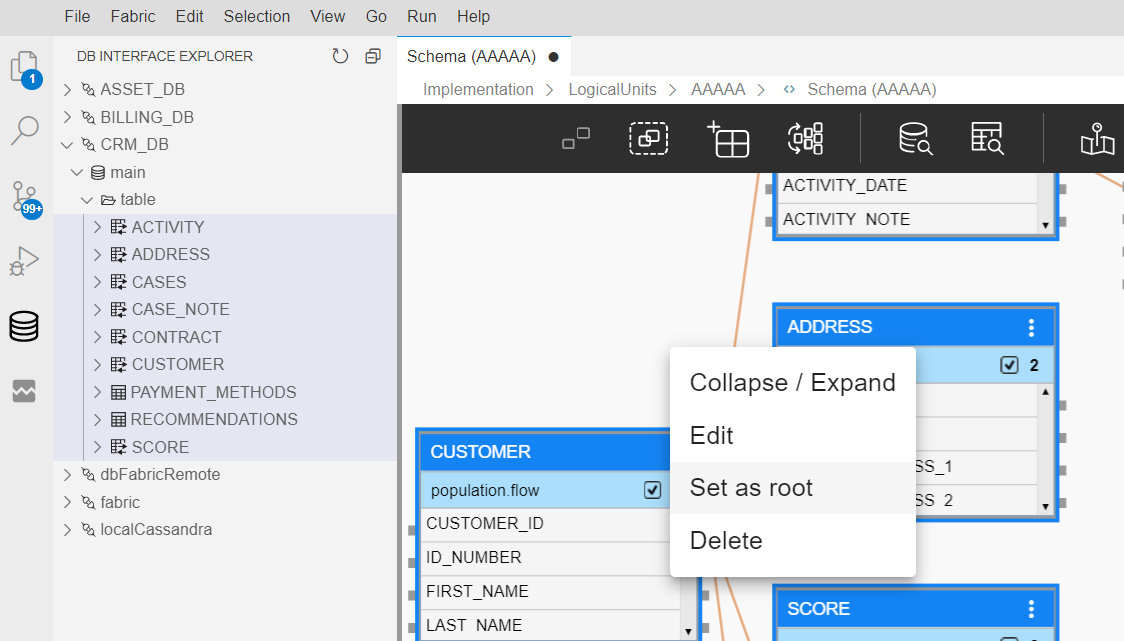 File Fabric Edit Selection View Go Run Help
1
99+
DB INTERFACE EXPLORER
ASSET_DB
BILLING_DB
CRM_DB
main
table
ACTIVITY
ADDRESS
CASES
CASE_NOTE
CONTRACT
CUSTOMER
PAYMENT_METHODS
RECOMMENDATIONS
SCORE
dbFabricRemote
fabric
localCassandra
Schema (AAAAA)
Implementation > LogicalUnits > AAAAA > Schema (AAAAA)
ACTIVITY_DATE
ACTIVITY_NOTE
ADDRESS
2
SS_1
SS_2
Collapse / Expand
Edit
Set as root
Delete
CUSTOMER
population.flow
CUSTOMER_ID
ID_NUMBER
FIRST_NAME
LAST_NAME
SCORE